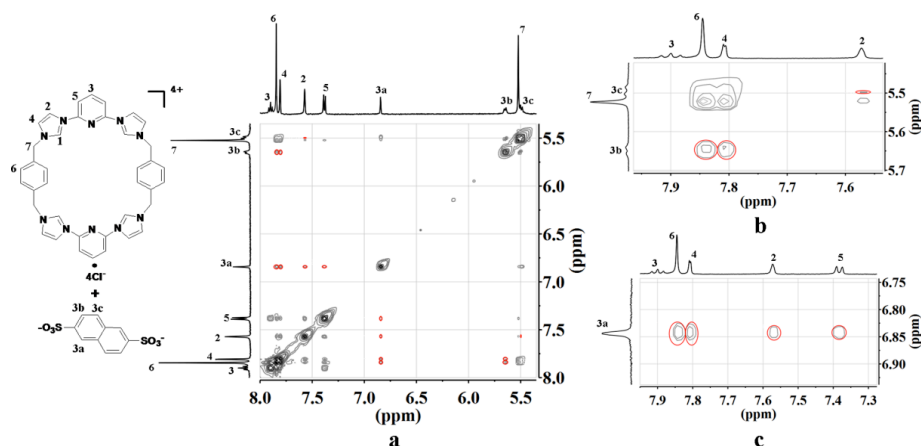 4+
3
5
2
4
N
N
N
N
N
1
7
6
N
N
N
N
N
4Cl⁻
+
3b 3c
⁻O₃S
SO₃⁻
3a
6
4
3
2
5
3a
3b
7
3c
3c
7
3b
3a
5
2
4
6
3
5.5
6.0
6.5
7.0
7.5
8.0
(ppm)
8.0 7.5 7.0 6.5 6.0 5.5
(ppm)
a
6
3
4
2
3c
7
3b
5.5
5.6
5.7
(ppm)
7.9 7.8 7.7 7.6
(ppm)
b
6
3
4
2
5
3a
6.75
6.80
6.85
6.90
(ppm)
7.9 7.8 7.7 7.6 7.5 7.4 7.3
(ppm)
c